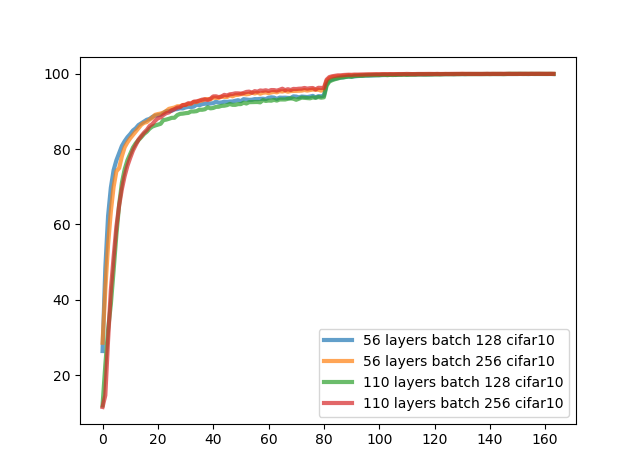 100
80
60
40
20
0 20 40 60 80 100 120 140 160
56 layers batch 128 cifar10
56 layers batch 256 cifar10
110 layers batch 128 cifar10
110 layers batch 256 cifar10